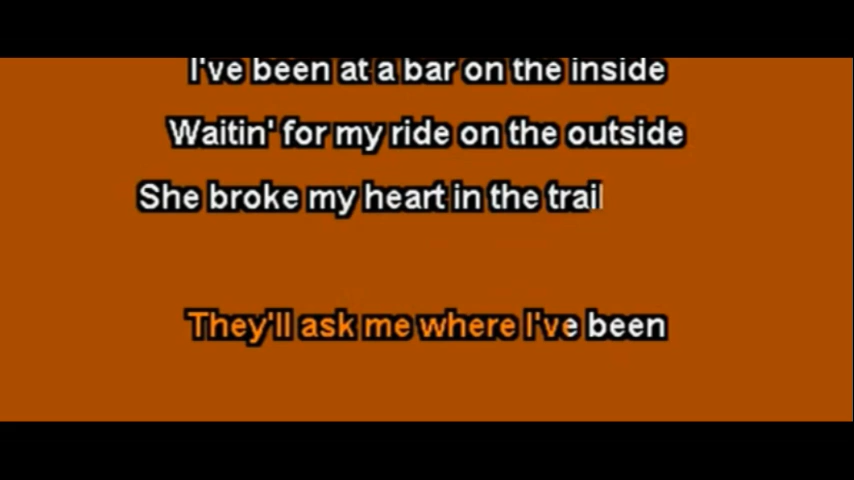 I've been at a bar on the inside
Waitin' for my ride on the outside
She broke my heart in the trail
They'll ask me where I've been